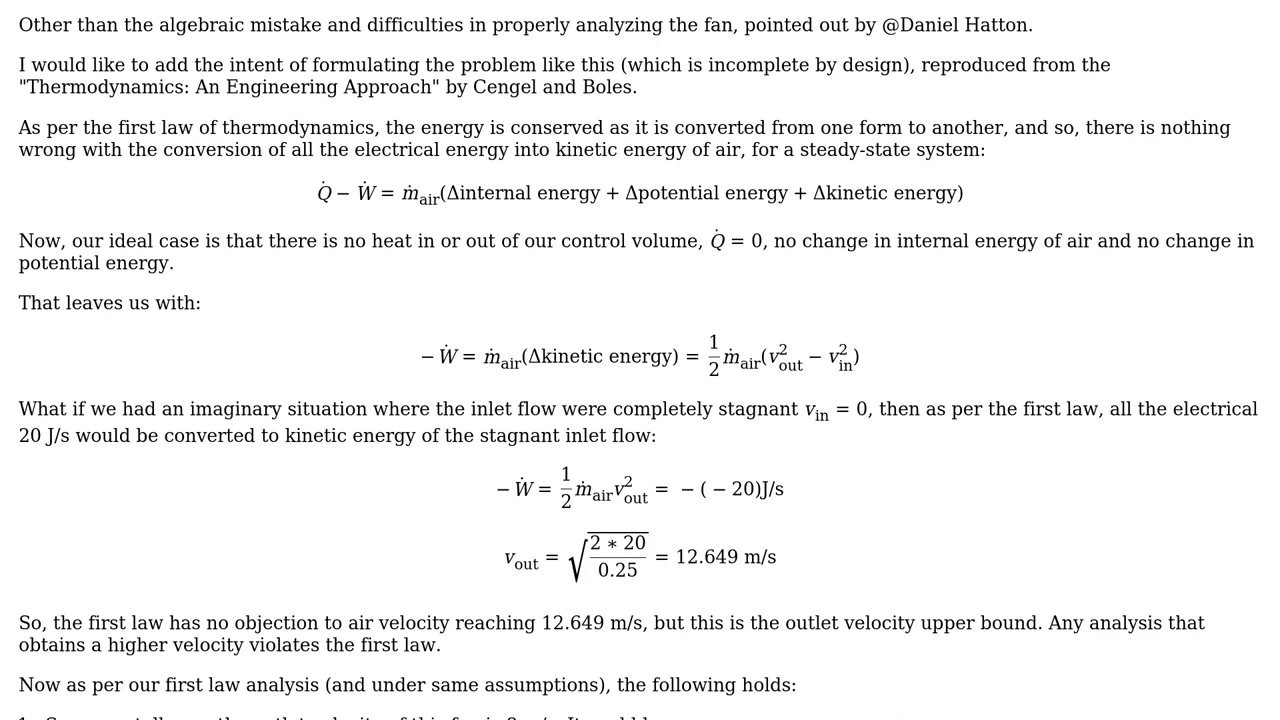 Other than the algebraic mistake and difficulties in properly analyzing the fan, pointed out by @Daniel Hatton.
I would like to add the intent of formulating the problem like this (which is incomplete by design), reproduced from the
"Thermodynamics: An Engineering Approach" by Cengel and Boles.
As per the first law of thermodynamics, the energy is conserved as it is converted from one form to another, and so, there is nothing
wrong with the conversion of all the electrical energy into kinetic energy of air, for a steady-state system:
Q̇ − Ẇ = ṁ_air(Δinternal energy + Δpotential energy + Δkinetic energy)
Now, our ideal case is that there is no heat in or out of our control volume, Q̇ = 0, no change in internal energy of air and no change in
potential energy.
That leaves us with:
− Ẇ = ṁ_air(Δkinetic energy) = 1/2 ṁ_air(v²_out − v²_in)
What if we had an imaginary situation where the inlet flow were completely stagnant v_in = 0, then as per the first law, all the electrical
20 J/s would be converted to kinetic energy of the stagnant inlet flow:
− Ẇ = 1/2 ṁ_air v²_out = − ( − 20)J/s
v_out = √(2 * 20 / 0.25) = 12.649 m/s
So, the first law has no objection to air velocity reaching 12.649 m/s, but this is the outlet velocity upper bound. Any analysis that
obtains a higher velocity violates the first law.
Now as per our first law analysis (and under same assumptions), the following holds: